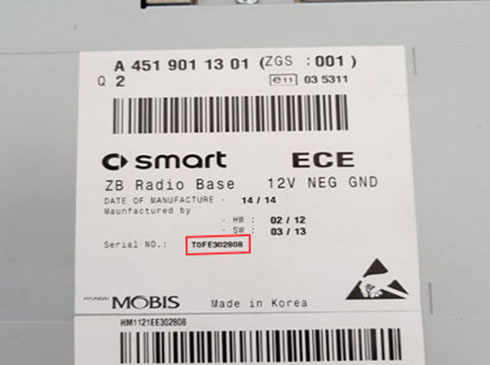 A 451 901 13 01 (ZGS :001)
Q 2 e11 03 5311
smart ECE
ZB Radio Base 12V NEG GND
DATE OF MANUFACTURE - 14/14
Maunfactured by
- HW: 02/12
- SW: 03/13
Serial NO.: T0FE302808
HYUNDAI MOBIS Made in Korea
HM1121EE302808